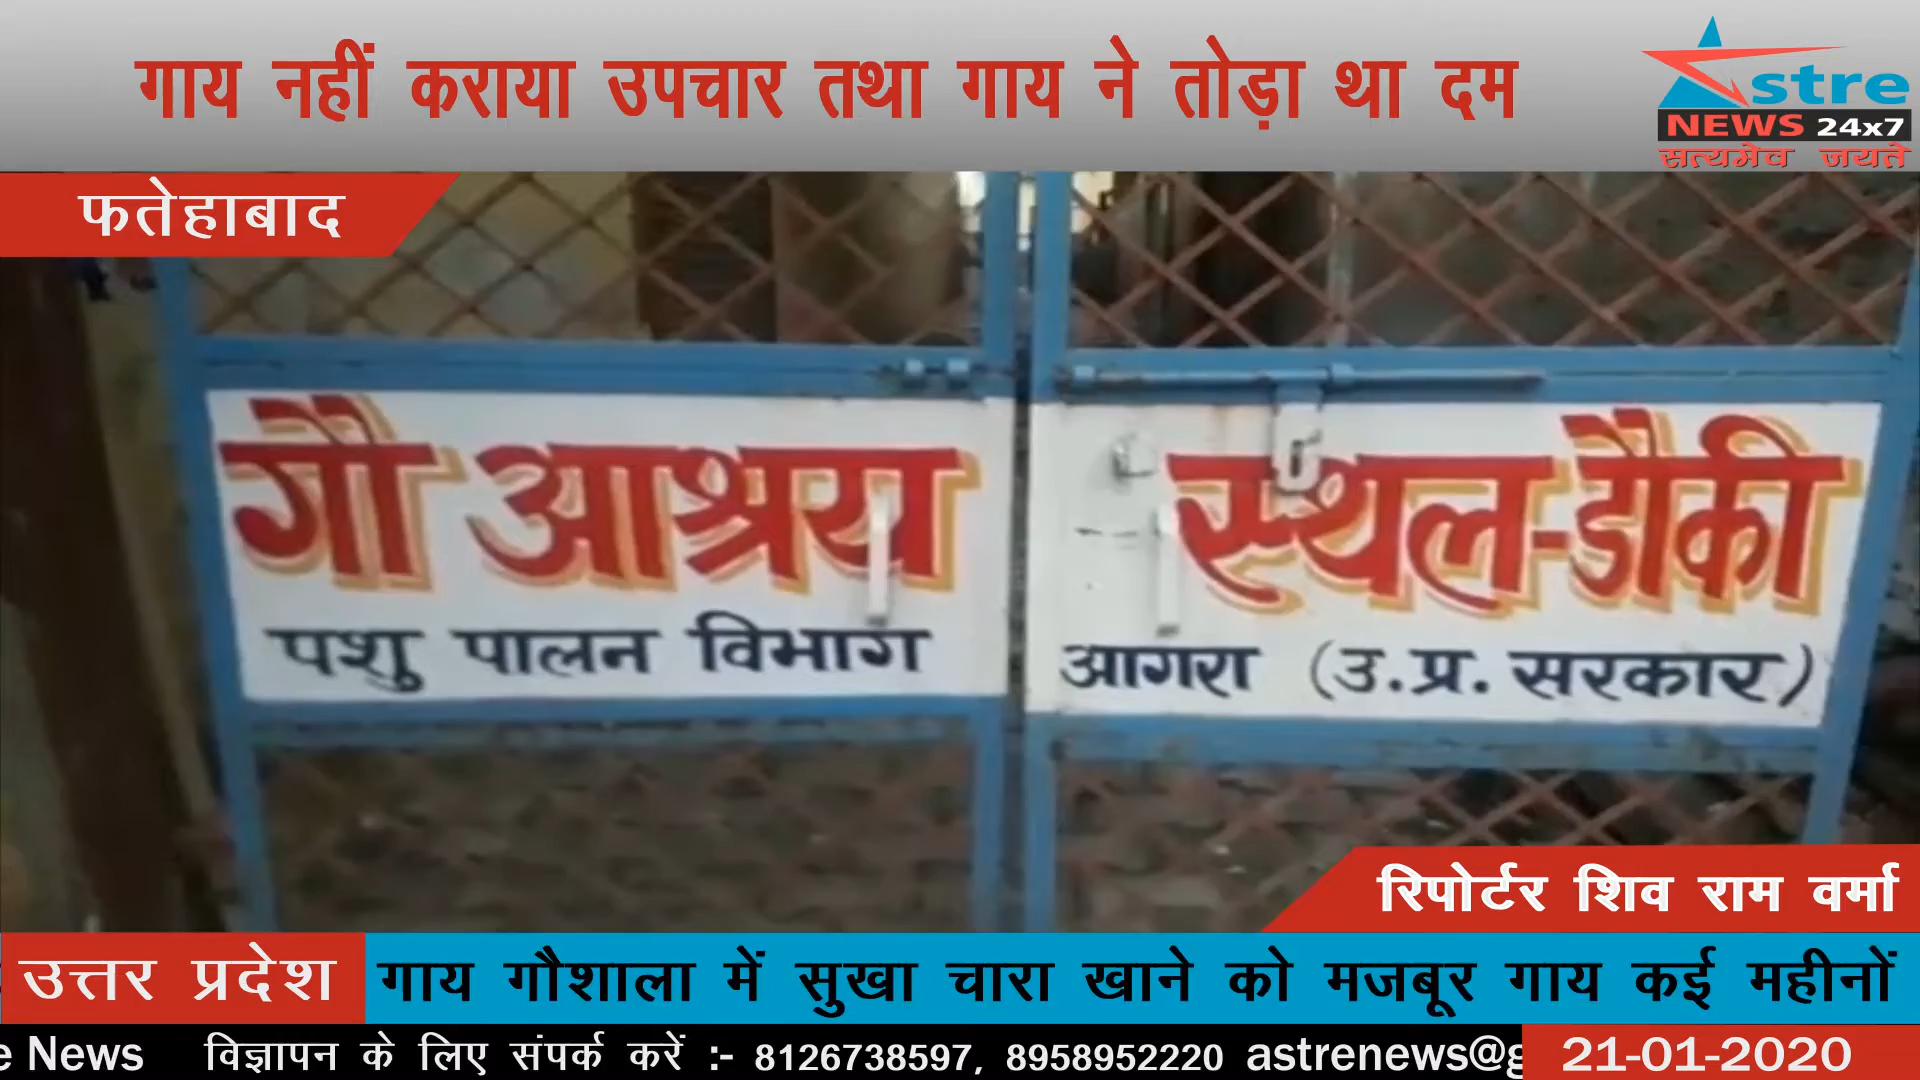 गाय नहीं कराया उपचार तथा गाय ने तोड़ा था दम
Astre
NEWS 24x7
सत्यमेव जयते
फतेहाबाद
गौ आश्रय स्थल-डौकी
पशु पालन विभाग आगरा (उ.प्र. सरकार)
रिपोर्टर शिव राम वर्मा
उत्तर प्रदेश गाय गौशाला में सुखा चारा खाने को मजबूर गाय कई महीनों
e News विज्ञापन के लिए संपर्क करें :- 8126738597, 8958952220 astrenews@g 21-01-2020